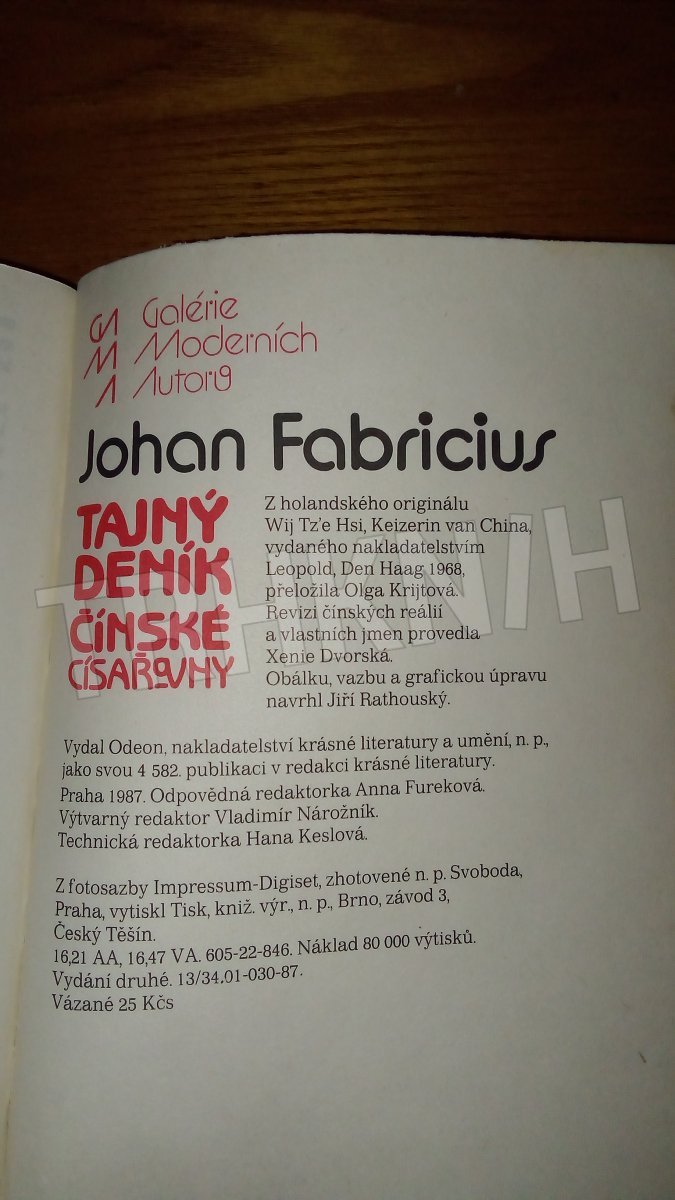 GMA Galérie
Moderních
Autorů
Johan Fabricius
TAJNÝ
DENÍK
ČÍNSKÉ
CÍSAŘOVNY
Z holandského originálu
Wij Tz'e Hsi, Keizerin van China,
vydaného nakladatelstvím
Leopold, Den Haag 1968,
přeložila Olga Krijtová.
Revizi čínských reálií
a vlastních jmen provedla
Xenie Dvorská.
Obálku, vazbu a grafickou úpravu
navrhl Jiří Rathouský.
Vydal Odeon, nakladatelství krásné literatury a umění, n. p.,
jako svou 4 582. publikaci v redakci krásné literatury.
Praha 1987. Odpovědná redaktorka Anna Fureková.
Výtvarný redaktor Vladimír Nárožník.
Technická redaktorka Hana Keslová.
Z fotosazby Impressum-Digiset, zhotovené n. p. Svoboda,
Praha, vytiskl Tisk, kniž. výr., n. p., Brno, závod 3,
Český Těšín.
16,21 AA, 16,47 VA. 605-22-846. Náklad 80 000 výtisků.
Vydání druhé. 13/34.01-030-87.
Vázané 25 Kčs
TRHKNIH